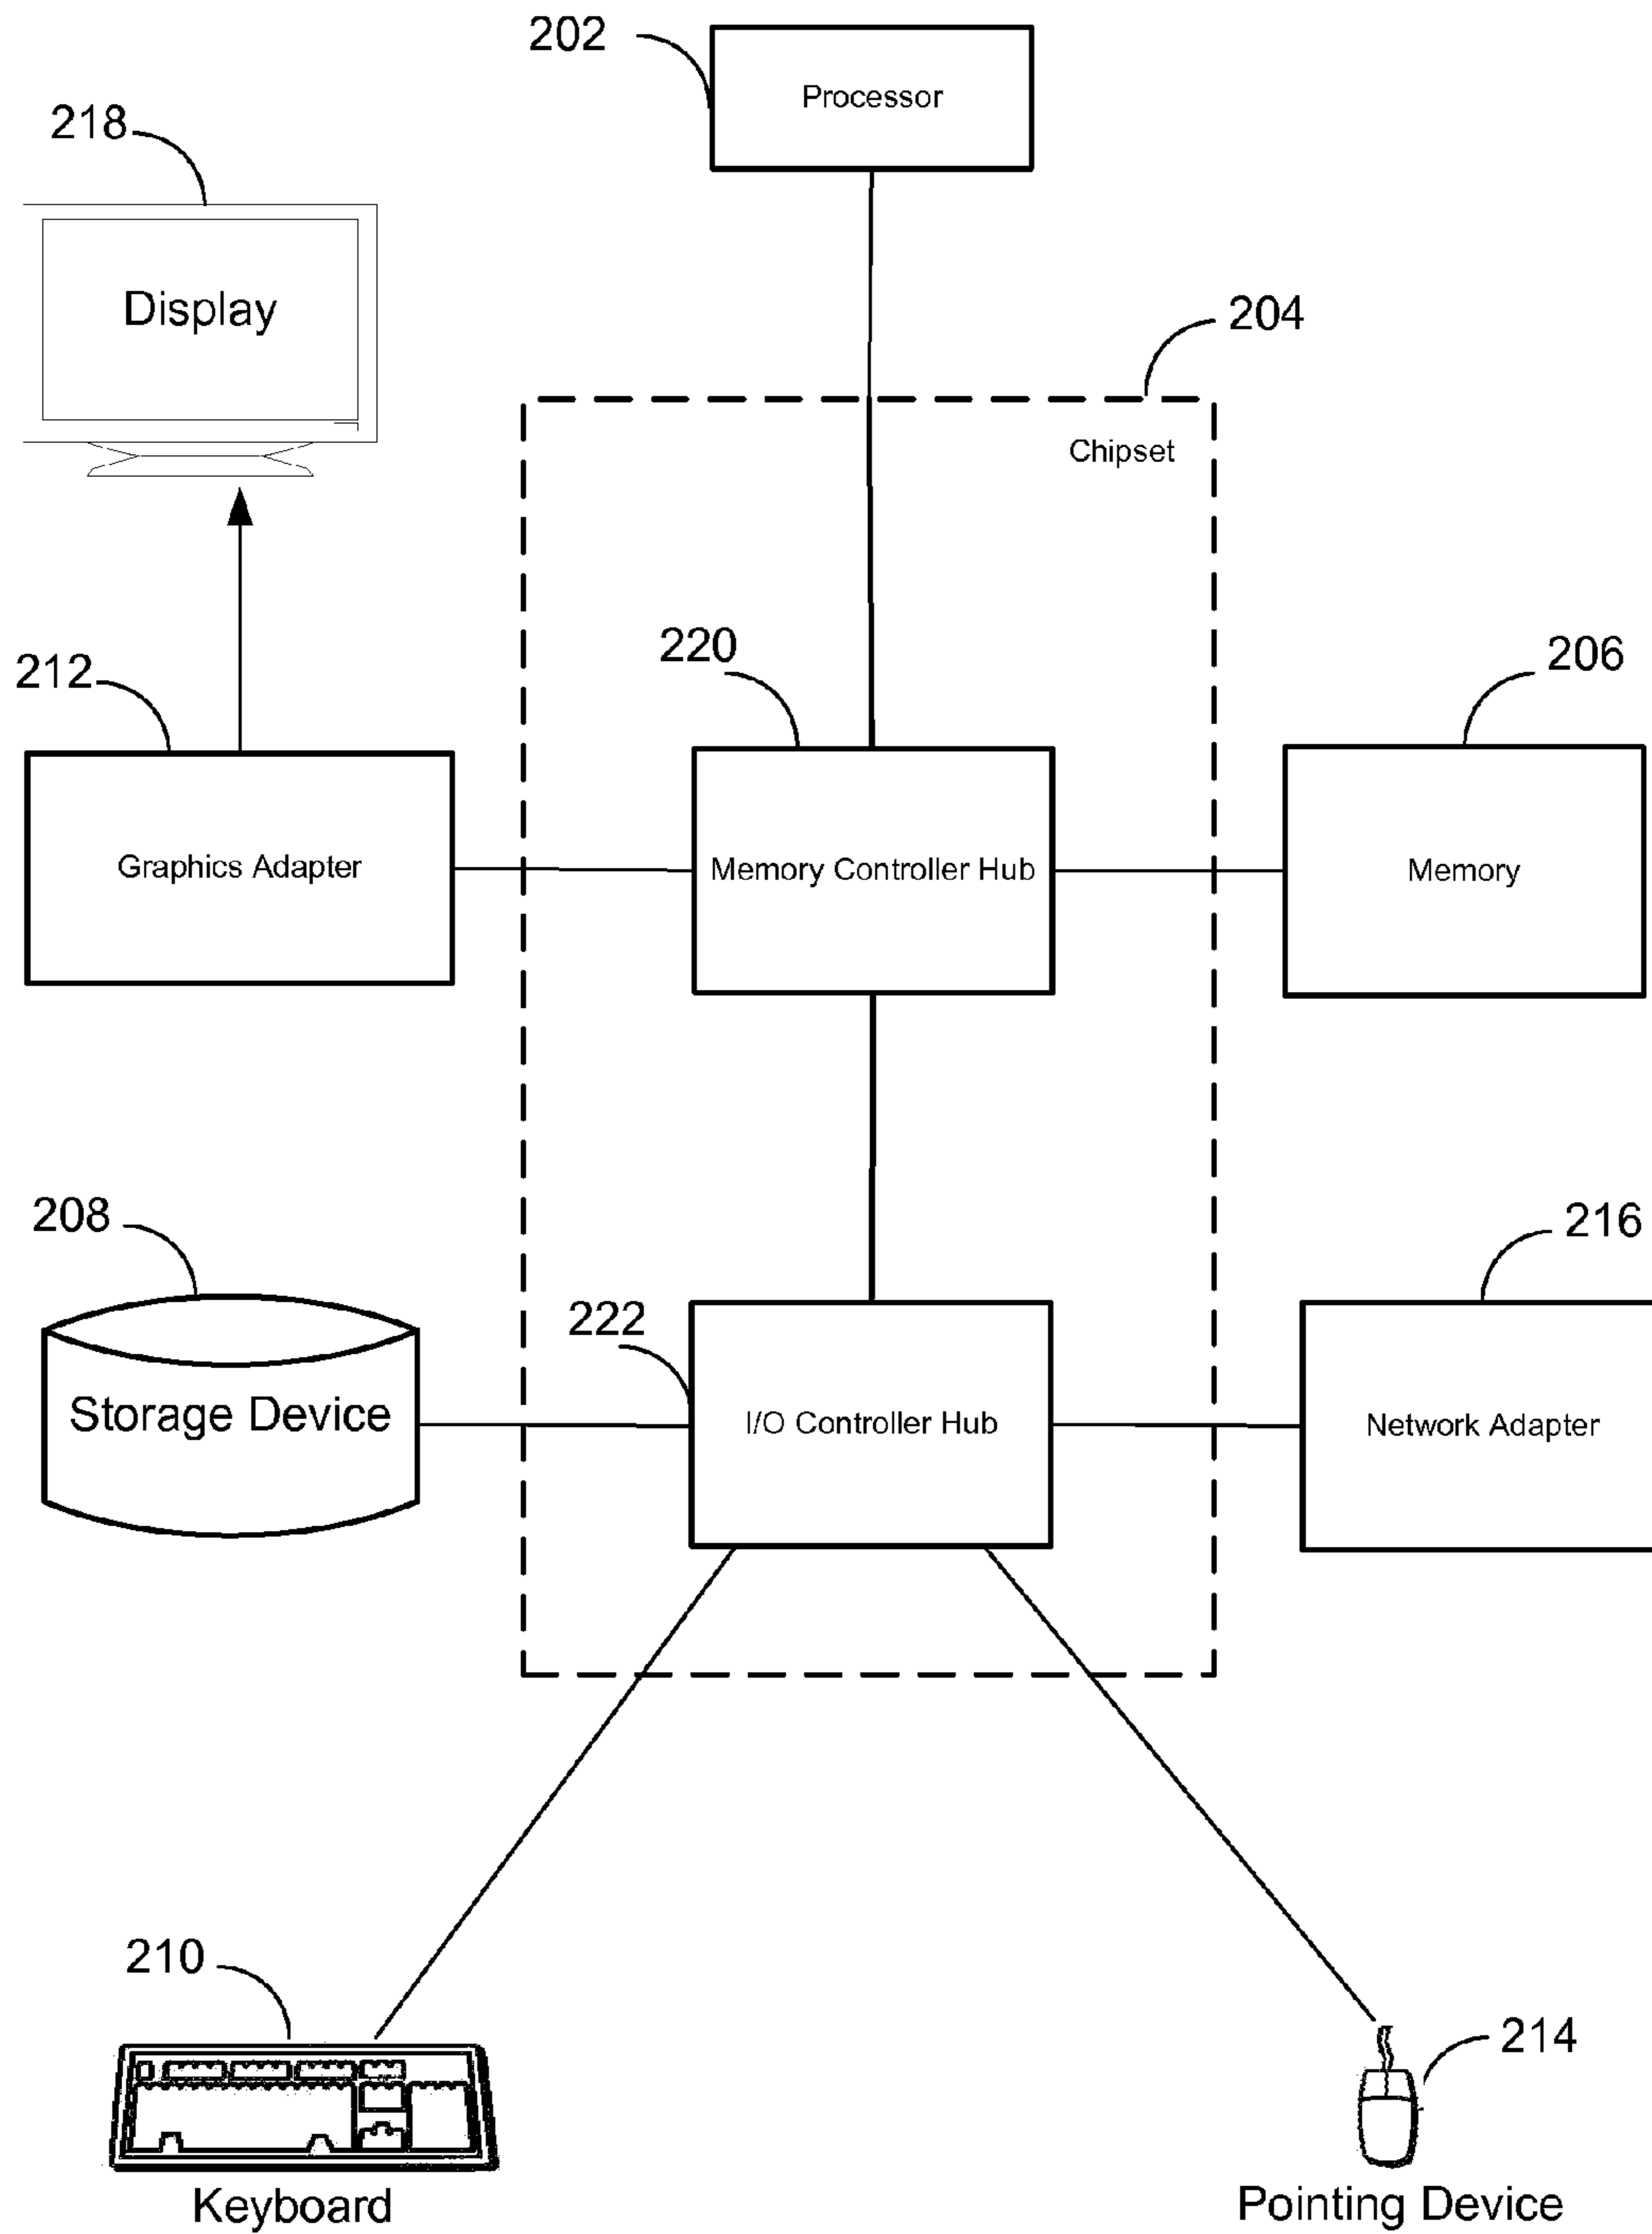 202
Processor
218
Display
204
Chipset
220
206
212
Graphics Adapter
Memory Controller Hub
Memory
208
216
222
Storage Device
I/O Controller Hub
Network Adapter
210
214
Keyboard
Pointing Device